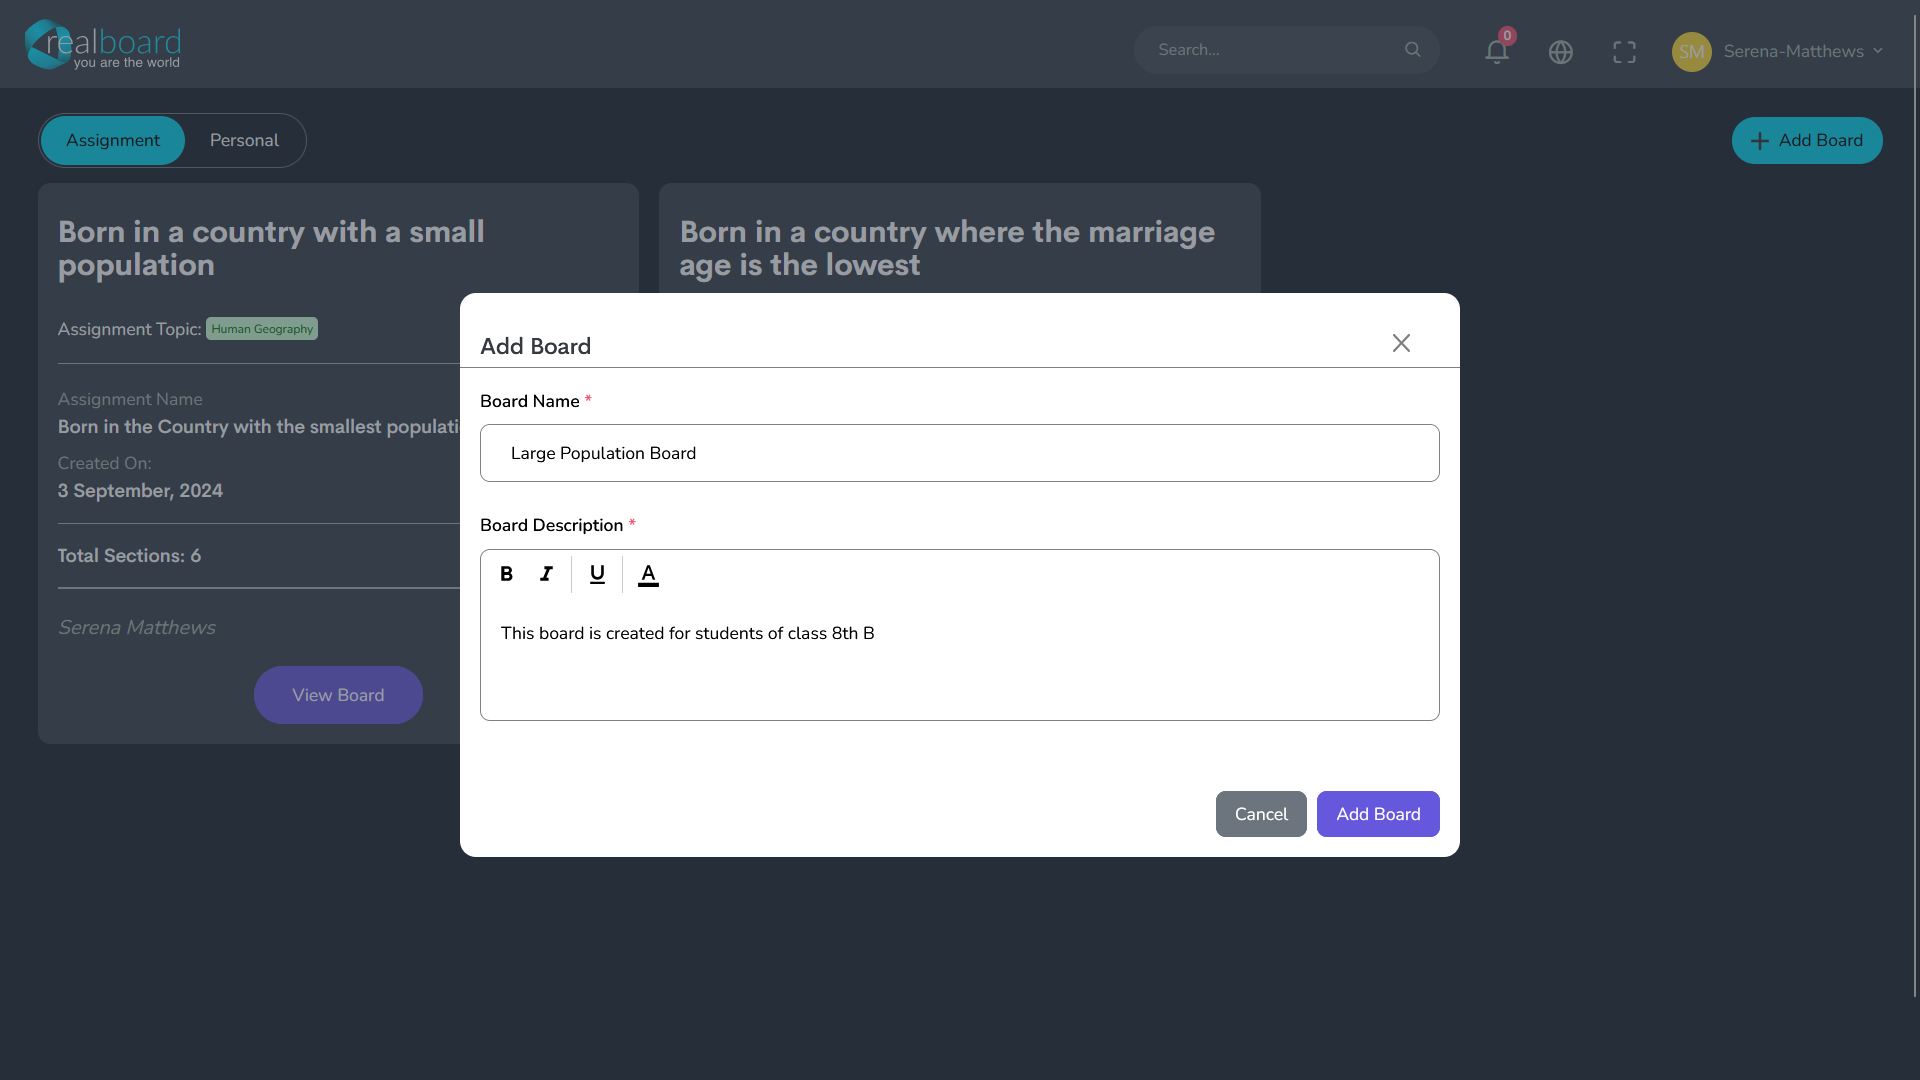 realboard
you are the world
Search...
0
SM
Serena-Matthews
Assignment
Personal
Add Board
Born in a country with a small
population
Assignment Topic: Human Geography
Assignment Name
Born in the Country with the smallest populati
Created On:
3 September, 2024
Total Sections: 6
Serena Matthews
View Board
Born in a country where the marriage
age is the lowest
Add Board
Board Name *
Large Population Board
Board Description *
B I U A
This board is created for students of class 8th B
Cancel
Add Board